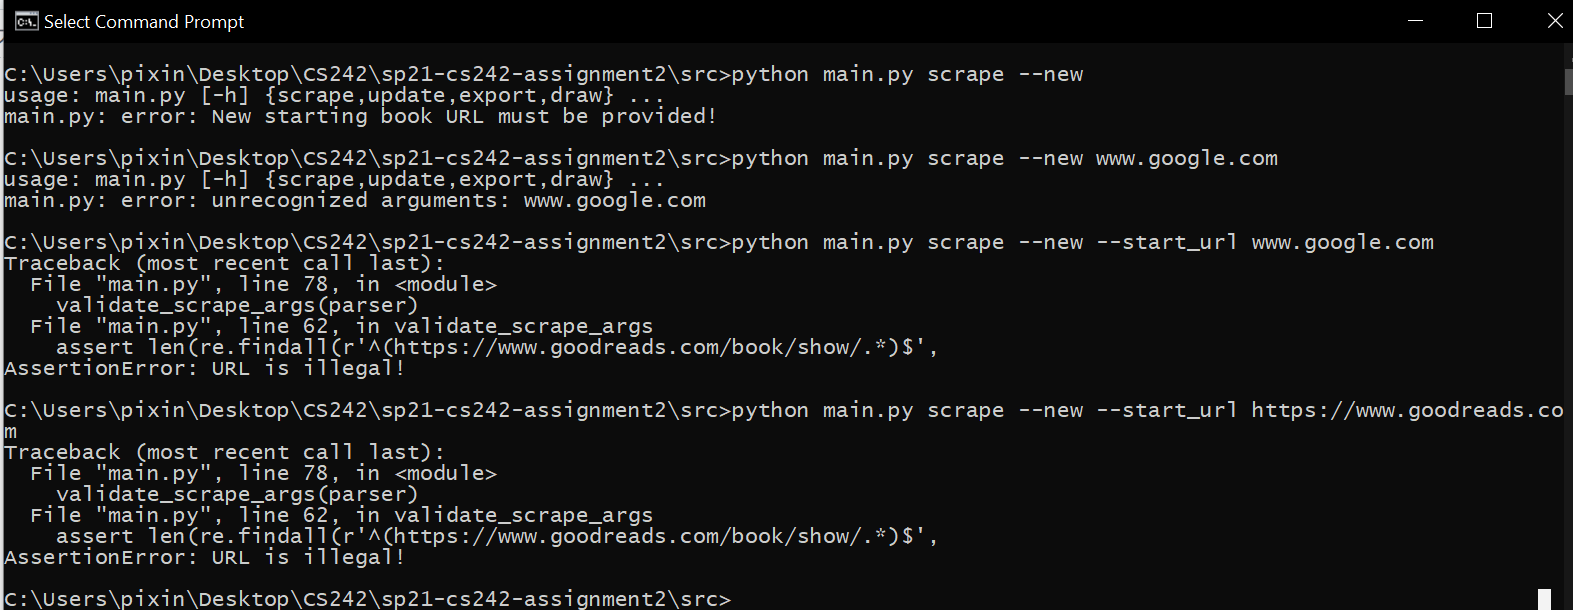 Select Command Prompt
C:\Users\pixin\Desktop\CS242\sp21-cs242-assignment2\src>python main.py scrape --new
usage: main.py [-h] {scrape,update,export,draw} ...
main.py: error: New starting book URL must be provided!
C:\Users\pixin\Desktop\CS242\sp21-cs242-assignment2\src>python main.py scrape --new www.google.com
usage: main.py [-h] {scrape,update,export,draw} ...
main.py: error: unrecognized arguments: www.google.com
C:\Users\pixin\Desktop\CS242\sp21-cs242-assignment2\src>python main.py scrape --new --start_url www.google.com
Traceback (most recent call last):
  File "main.py", line 78, in <module>
    validate_scrape_args(parser)
  File "main.py", line 62, in validate_scrape_args
    assert len(re.findall(r'^(https://www.goodreads.com/book/show/.*)$',
AssertionError: URL is illegal!
C:\Users\pixin\Desktop\CS242\sp21-cs242-assignment2\src>python main.py scrape --new --start_url https://www.goodreads.co
m
Traceback (most recent call last):
  File "main.py", line 78, in <module>
    validate_scrape_args(parser)
  File "main.py", line 62, in validate_scrape_args
    assert len(re.findall(r'^(https://www.goodreads.com/book/show/.*)$',
AssertionError: URL is illegal!
C:\Users\pixin\Desktop\CS242\sp21-cs242-assignment2\src>